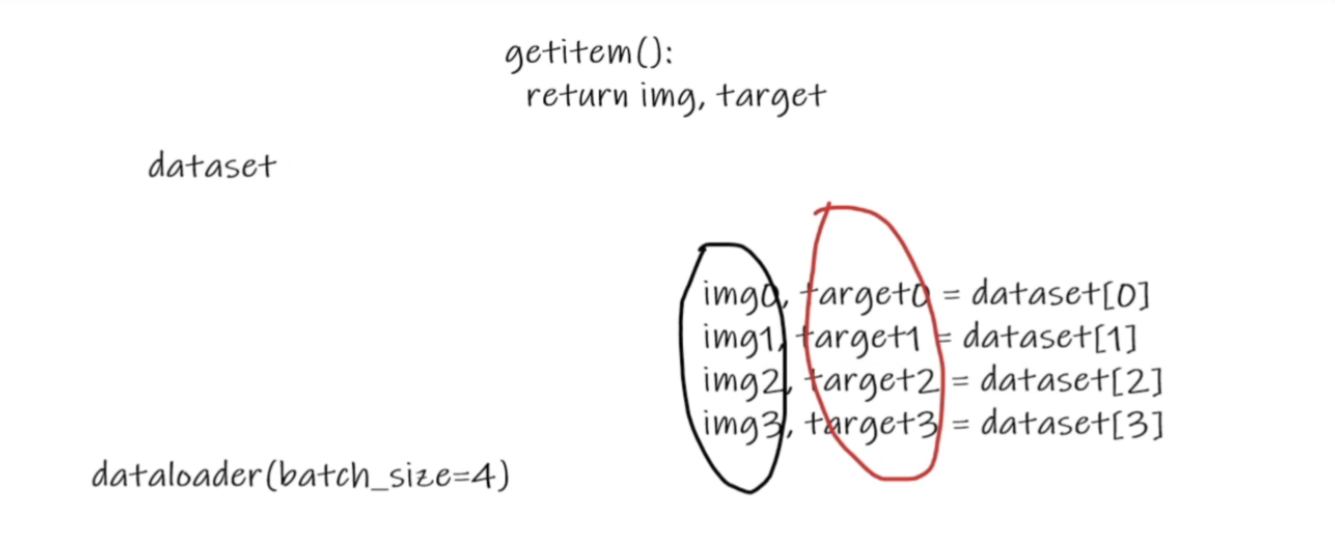 getitem():
return img, target
dataset
img0, target0 = dataset[0]
img1, target1 = dataset[1]
img2, target2 = dataset[2]
img3, target3 = dataset[3]
dataloader(batch_size=4)